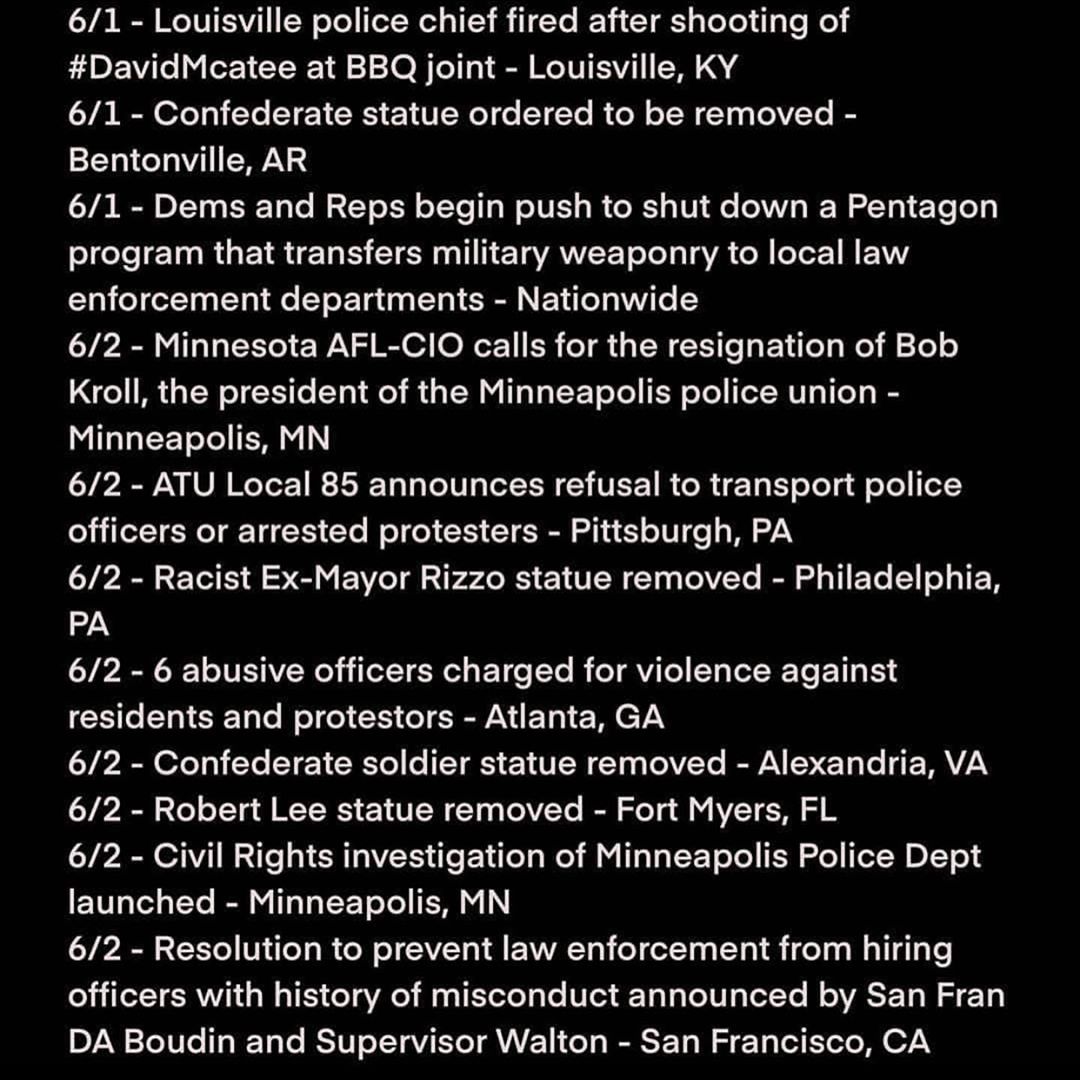 6/1 - Louisville police chief fired after shooting of
#DavidMcatee at BBQ joint - Louisville, KY
6/1 - Confederate statue ordered to be removed -
Bentonville, AR
6/1 - Dems and Reps begin push to shut down a Pentagon
program that transfers military weaponry to local law
enforcement departments - Nationwide
6/2 - Minnesota AFL-CIO calls for the resignation of Bob
Kroll, the president of the Minneapolis police union -
Minneapolis, MN
6/2 - ATU Local 85 announces refusal to transport police
officers or arrested protesters - Pittsburgh, PA
6/2 - Racist Ex-Mayor Rizzo statue removed - Philadelphia,
PA
6/2 - 6 abusive officers charged for violence against
residents and protestors - Atlanta, GA
6/2 - Confederate soldier statue removed - Alexandria, VA
6/2 - Robert Lee statue removed - Fort Myers, FL
6/2 - Civil Rights investigation of Minneapolis Police Dept
launched - Minneapolis, MN
6/2 - Resolution to prevent law enforcement from hiring
officers with history of misconduct announced by San Fran
DA Boudin and Supervisor Walton - San Francisco, CA